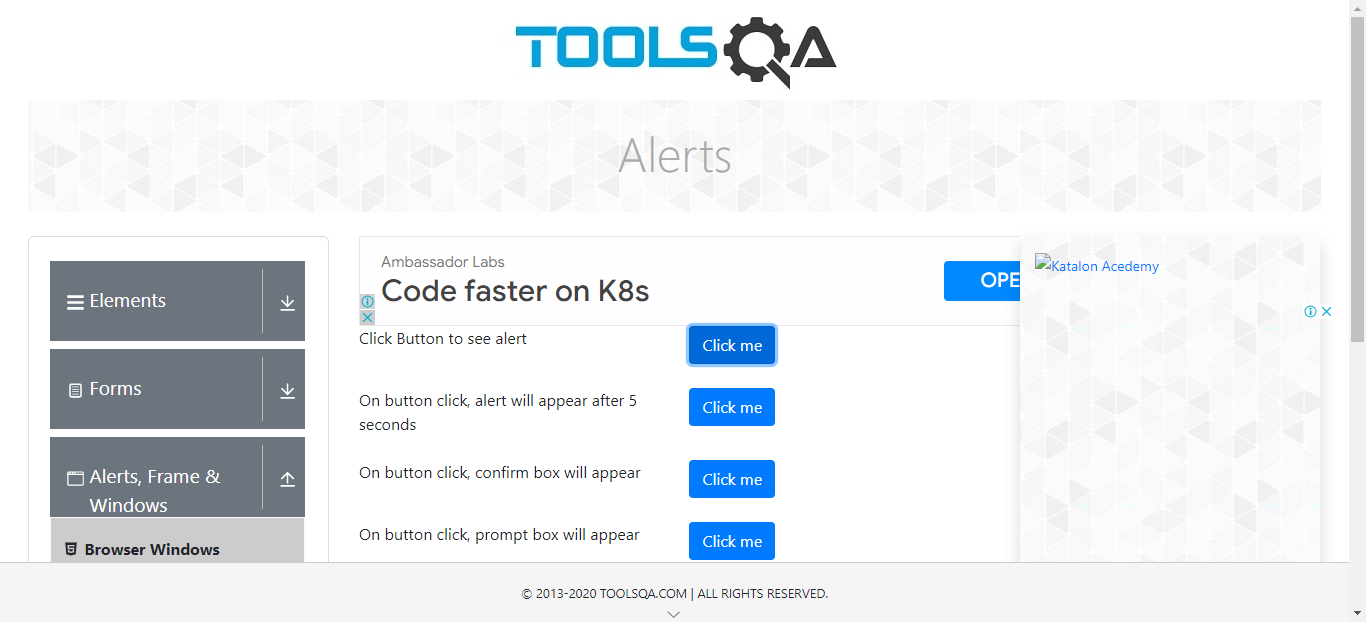 TOOLSQA
Alerts
Elements
Forms
Alerts, Frame &
Windows
Browser Windows
Ambassador Labs
Code faster on K8s
OPE
Click Button to see alert
Click me
On button click, alert will appear after 5
seconds
Click me
On button click, confirm box will appear
Click me
On button click, prompt box will appear
Click me
Katalon Acedemy
© 2013-2020 TOOLSQA.COM | ALL RIGHTS RESERVED.